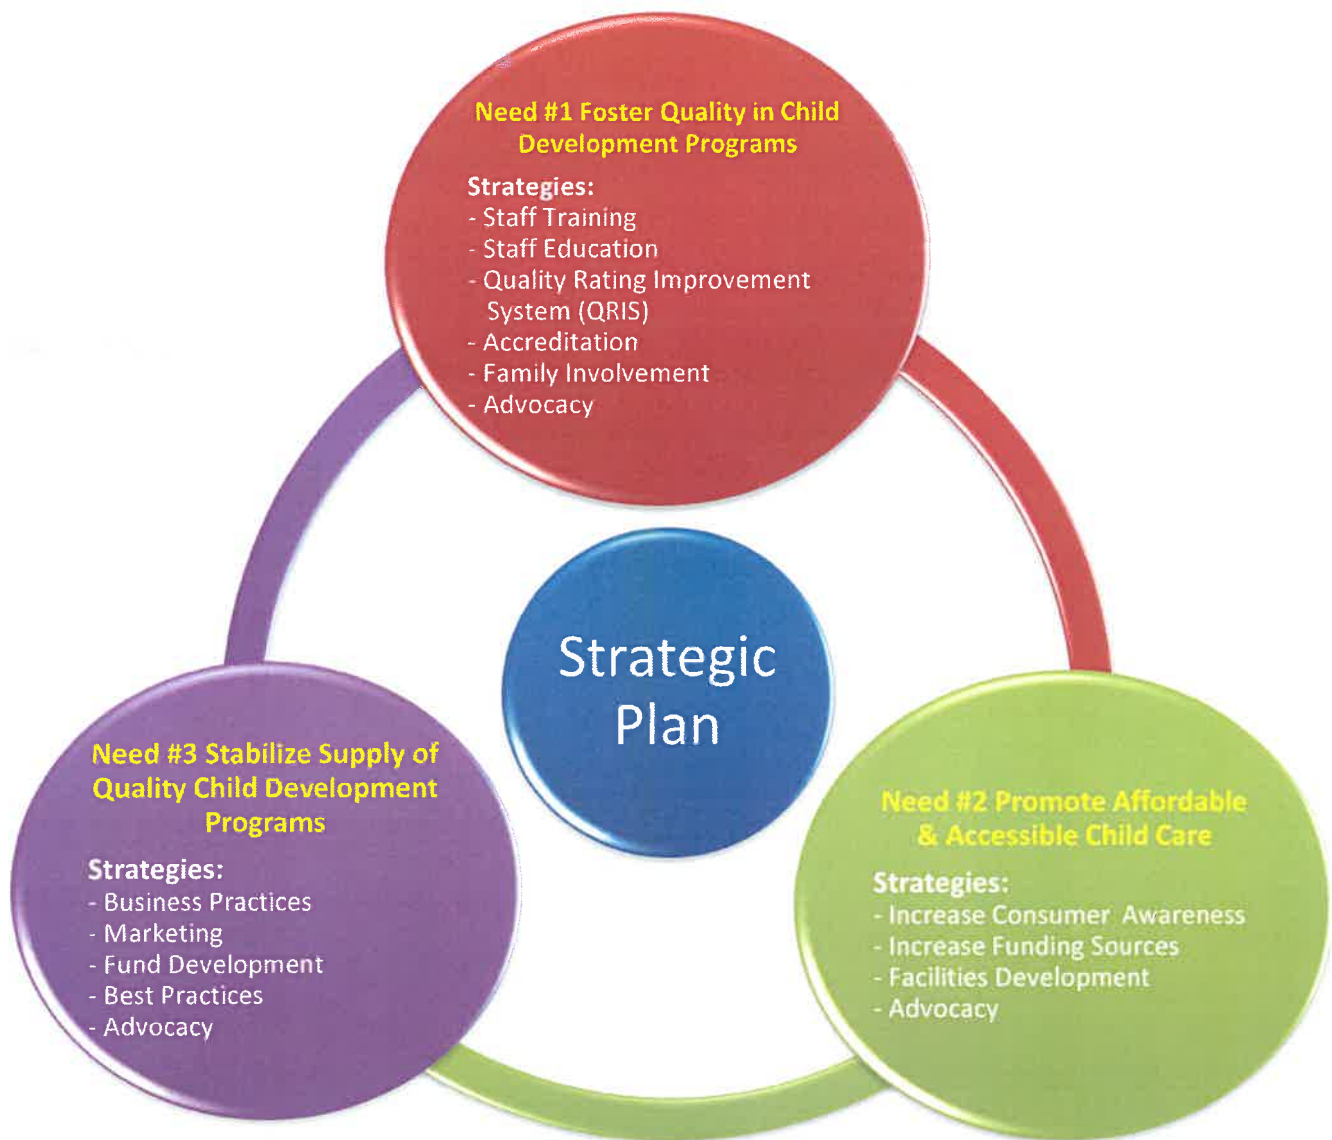 Need #1 Foster Quality in Child
Development Programs
Strategies:
- Staff Training
- Staff Education
- Quality Rating Improvement
System (QRIS)
- Accreditation
- Family Involvement
- Advocacy
Strategic
Plan
Need #2 Promote Affordable
& Accessible Child Care
Strategies:
- Increase Consumer Awareness
- Increase Funding Sources
- Facilities Development
- Advocacy
Need #3 Stabilize Supply of
Quality Child Development
Programs
Strategies:
- Business Practices
- Marketing
- Fund Development
- Best Practices
- Advocacy